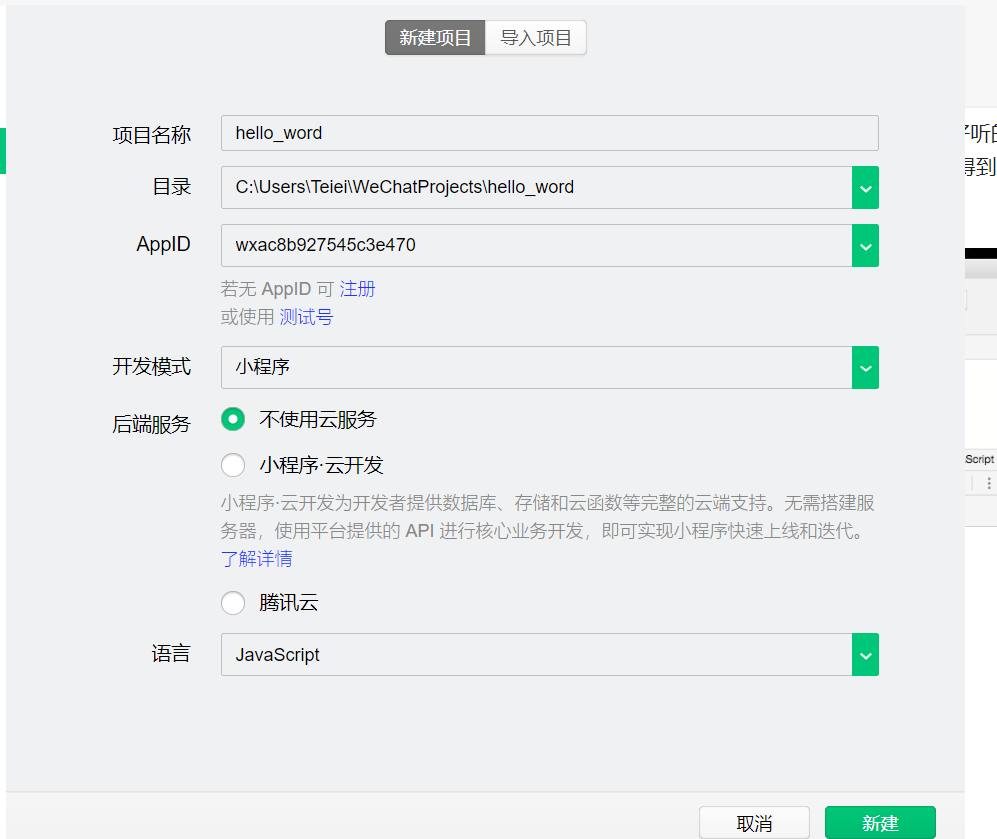 新建项目 导入项目
项目名称 hello_word
目录 C:\Users\Teiei\WeChatProjects\hello_word
AppID wxac8b927545c3e470
若无 AppID 可 注册
或使用 测试号
开发模式 小程序
后端服务 不使用云服务
小程序·云开发
小程序·云开发为开发者提供数据库、存储和云函数等完整的云端支持。无需搭建服
务器，使用平台提供的 API 进行核心业务开发，即可实现小程序快速上线和迭代。
了解详情
腾讯云
语言 JavaScript
取消 新建
听的
得到
Script